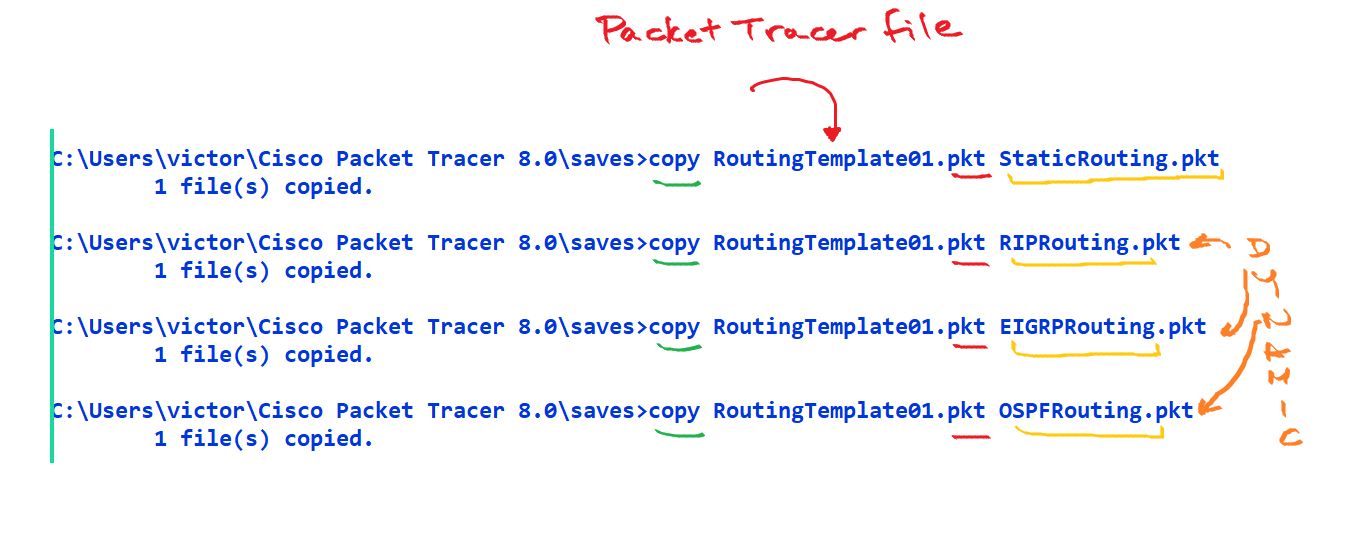 Packet Tracer file
C:\Users\victor\Cisco Packet Tracer 8.0\saves>copy RoutingTemplate01.pkt StaticRouting.pkt
1 file(s) copied.
C:\Users\victor\Cisco Packet Tracer 8.0\saves>copy RoutingTemplate01.pkt RIPRouting.pkt
1 file(s) copied.
C:\Users\victor\Cisco Packet Tracer 8.0\saves>copy RoutingTemplate01.pkt EIGRPRouting.pkt
1 file(s) copied.
C:\Users\victor\Cisco Packet Tracer 8.0\saves>copy RoutingTemplate01.pkt OSPFRouting.pkt
1 file(s) copied.
DYNAMIC